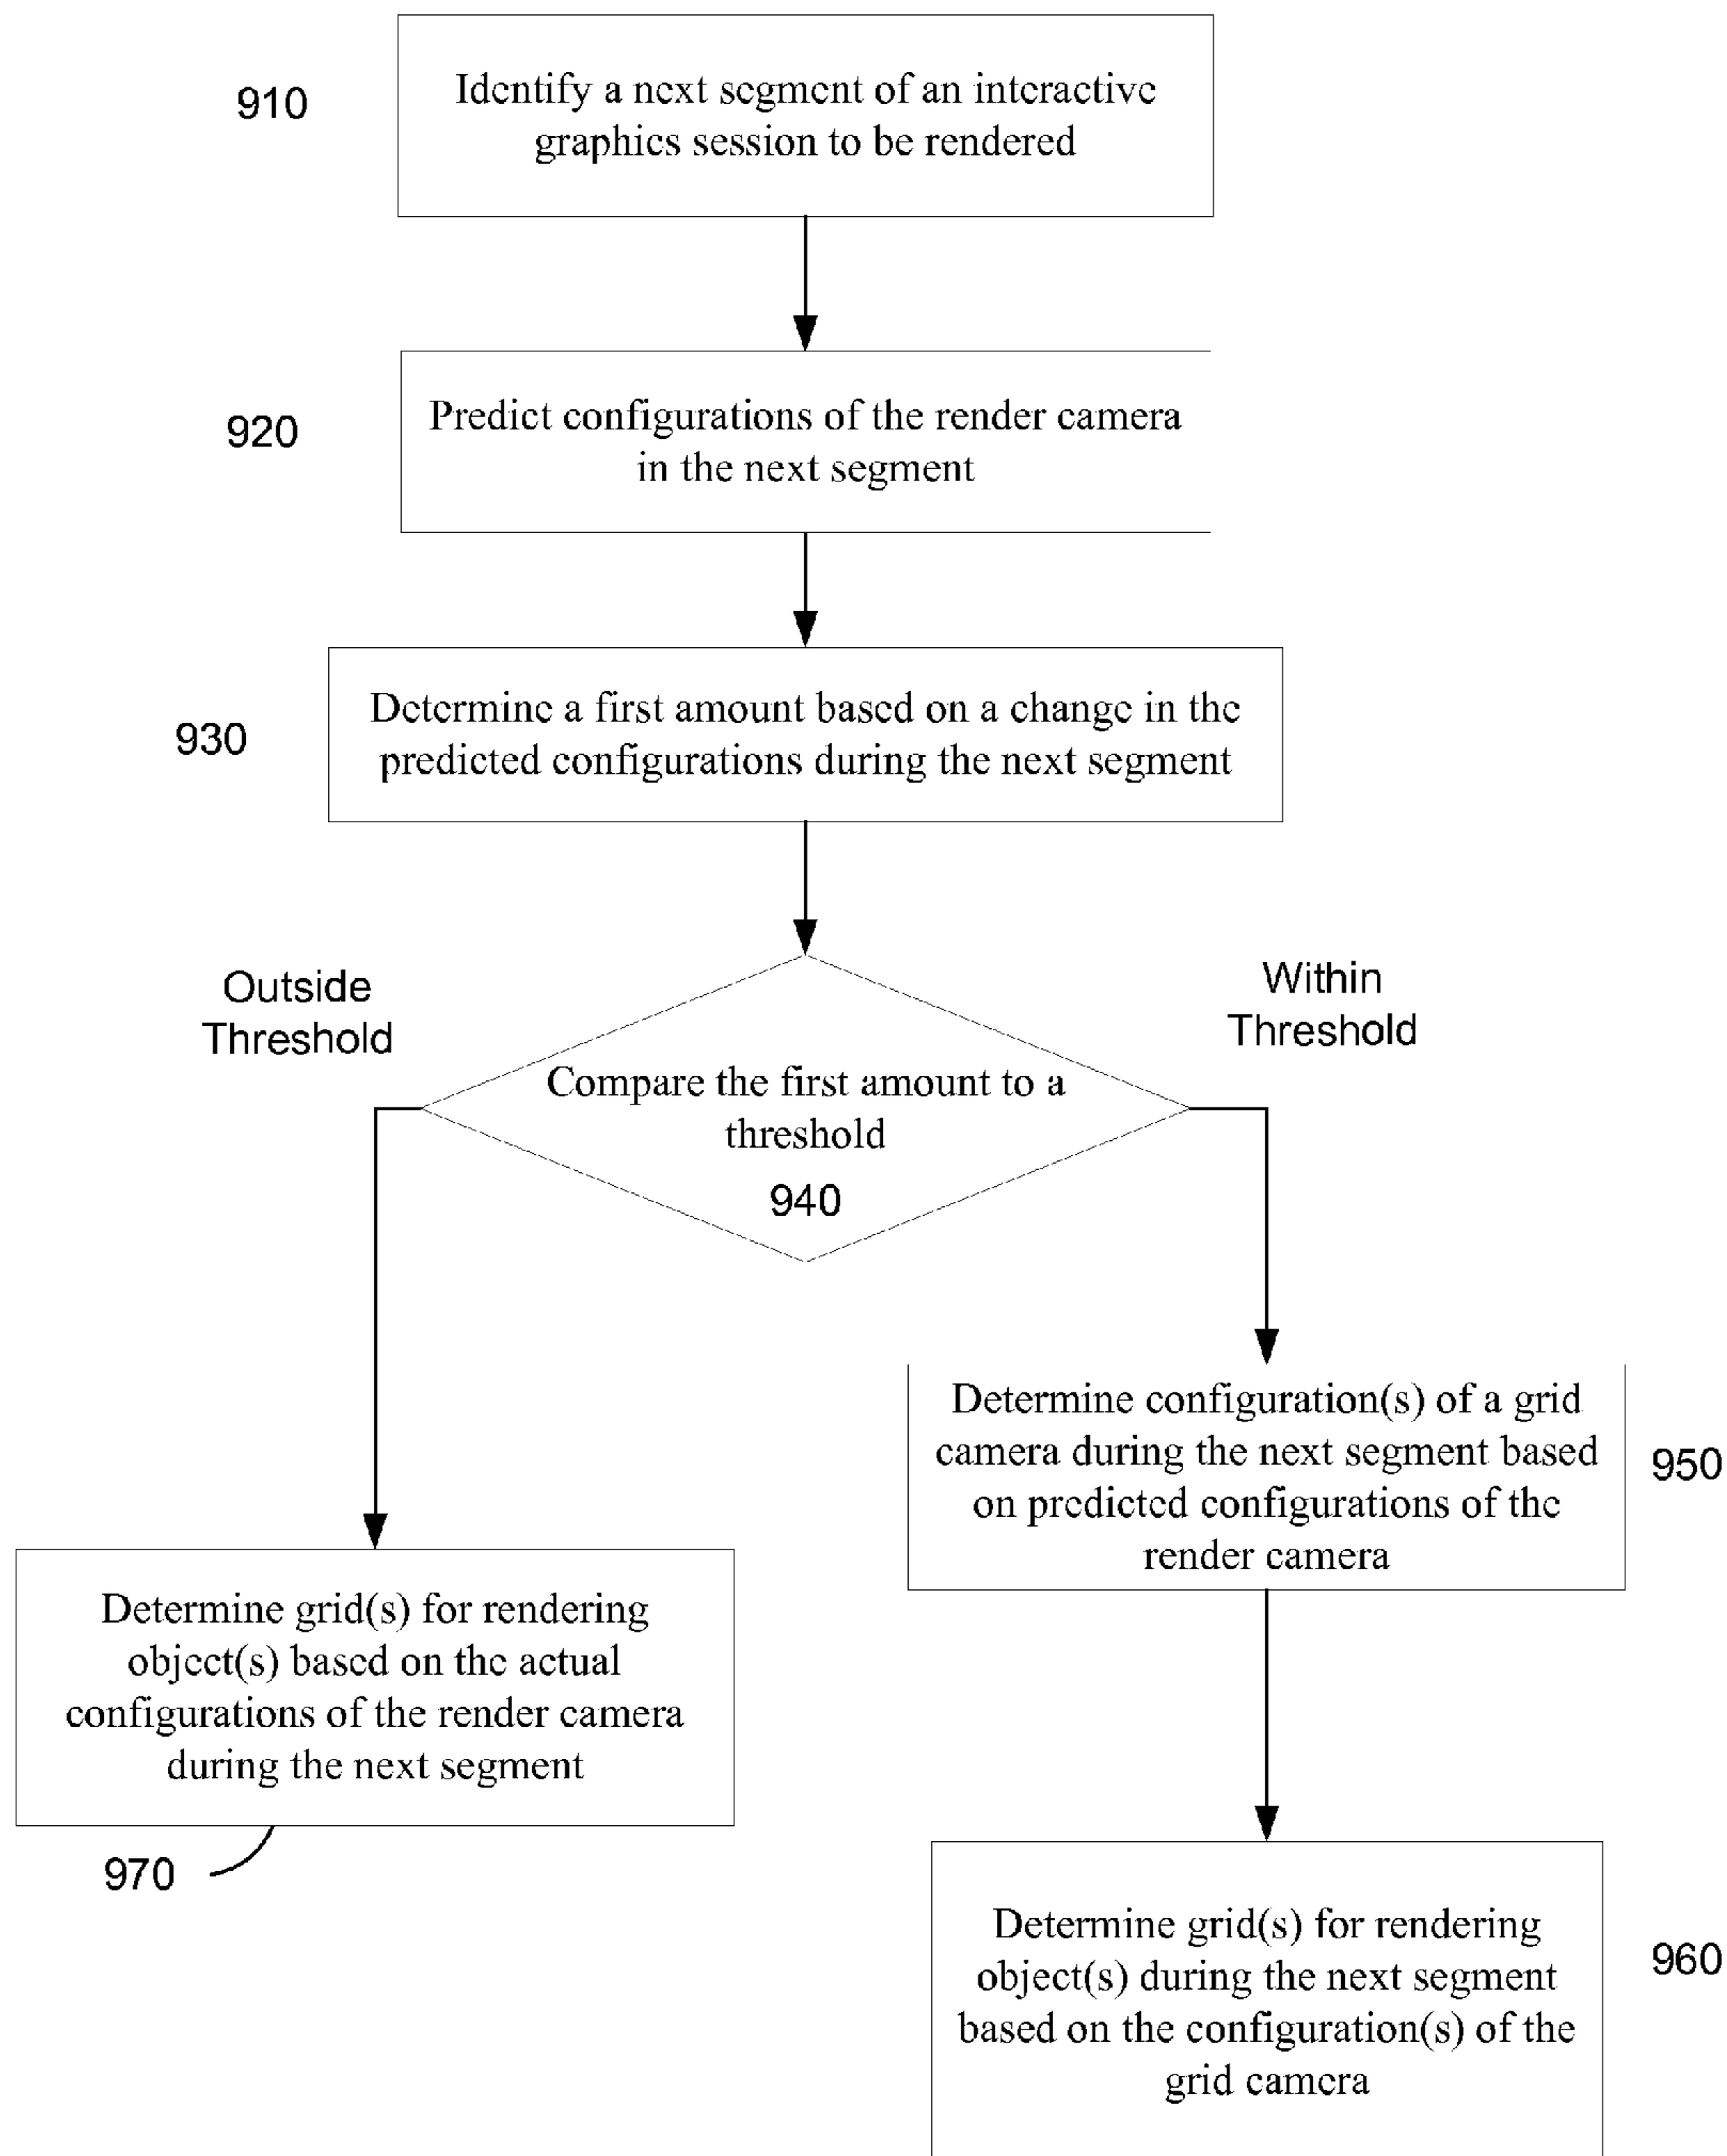 910
Identify a next segment of an interactive
graphics session to be rendered
920
Predict configurations of the render camera
in the next segment
930
Determine a first amount based on a change in the
predicted configurations during the next segment
Outside
Threshold
Within
Threshold
Compare the first amount to a
threshold
940
Determine configuration(s) of a grid
camera during the next segment based
on predicted configurations of the
render camera
950
Determine grid(s) for rendering
object(s) based on the actual
configurations of the render camera
during the next segment
970
Determine grid(s) for rendering
object(s) during the next segment
based on the configuration(s) of the
grid camera
960